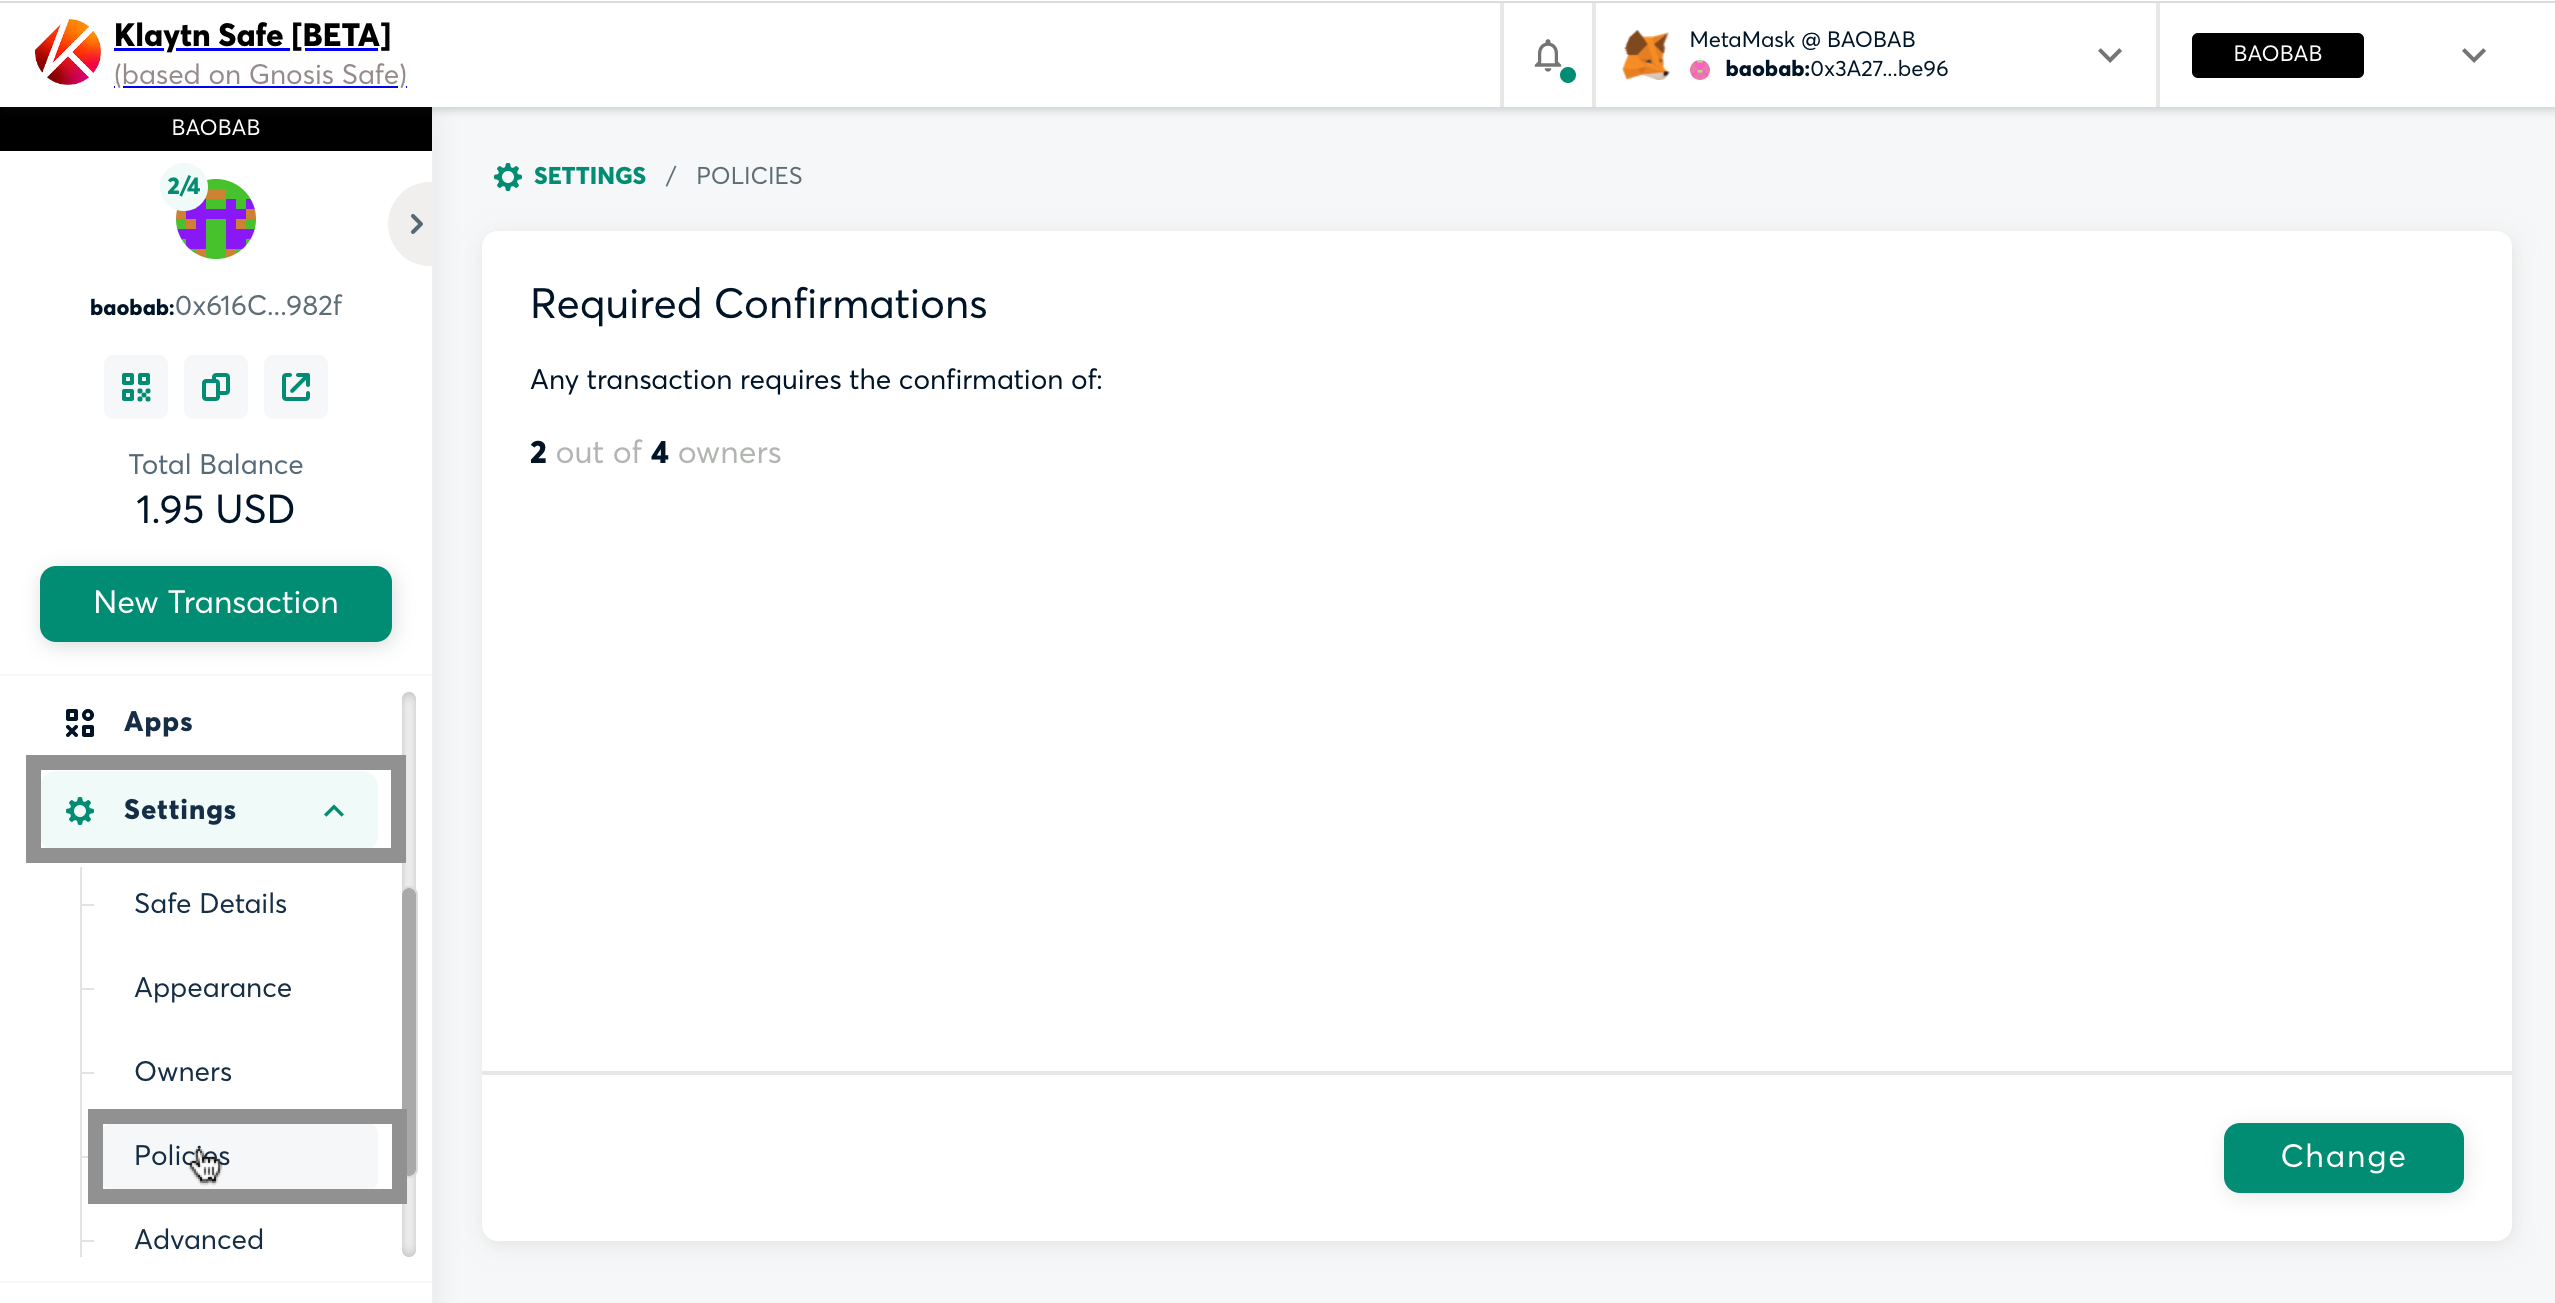 Klaytn Safe [BETA]
(based on Gnosis Safe)
MetaMask @ BAOBAB
baobab:0x3A27...be96
BAOBAB
BAOBAB
2/4
baobab:0x616C...982f
Total Balance
1.95 USD
New Transaction
Apps
Settings
Safe Details
Appearance
Owners
Policies
Advanced
SETTINGS / POLICIES
Required Confirmations
Any transaction requires the confirmation of:
2 out of 4 owners
Change